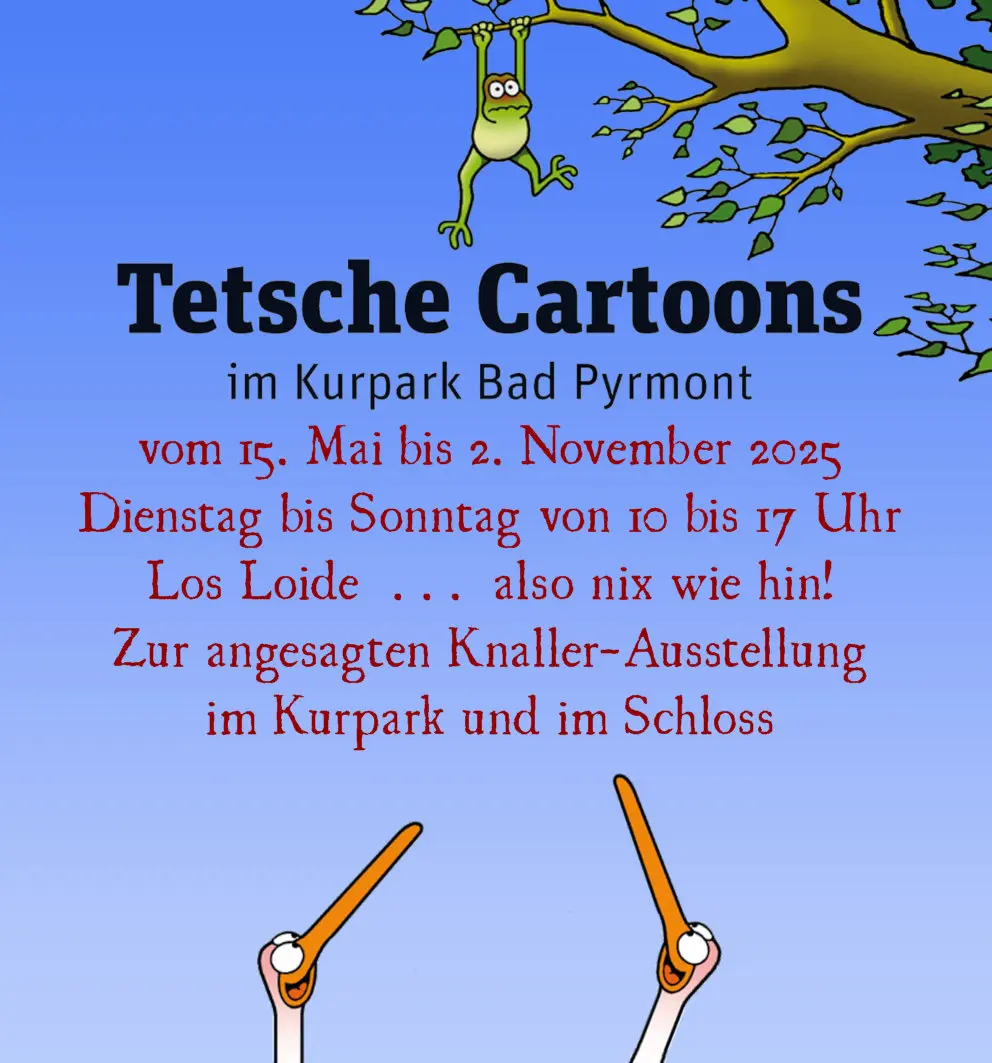 Tetsche Cartoons
im Kurpark Bad Pyrmont
vom 15. Mai bis 2. November 2025
Dienstag bis Sonntag von 10 bis 17 Uhr
Los Loide . . . also nix wie hin!
Zur angesagten Knaller-Ausstellung
im Kurpark und im Schloss